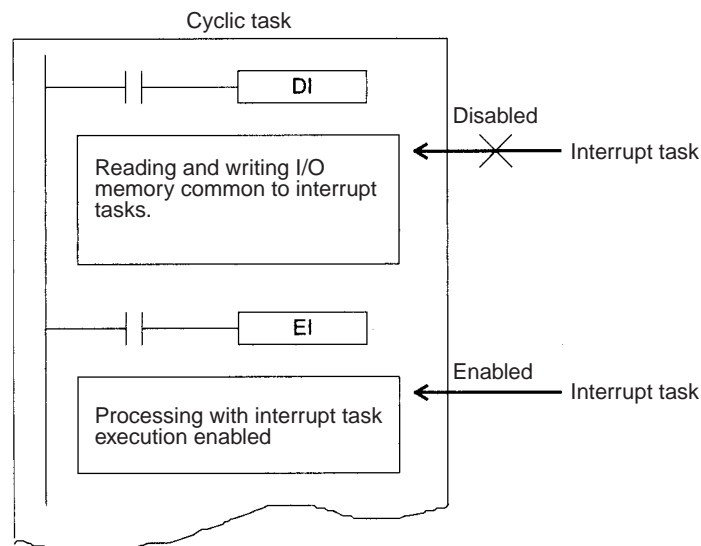 Cyclic task
DI
Disabled
Interrupt task
Reading and writing I/O
memory common to interrupt
tasks.
EI
Enabled
Interrupt task
Processing with interrupt task
execution enabled